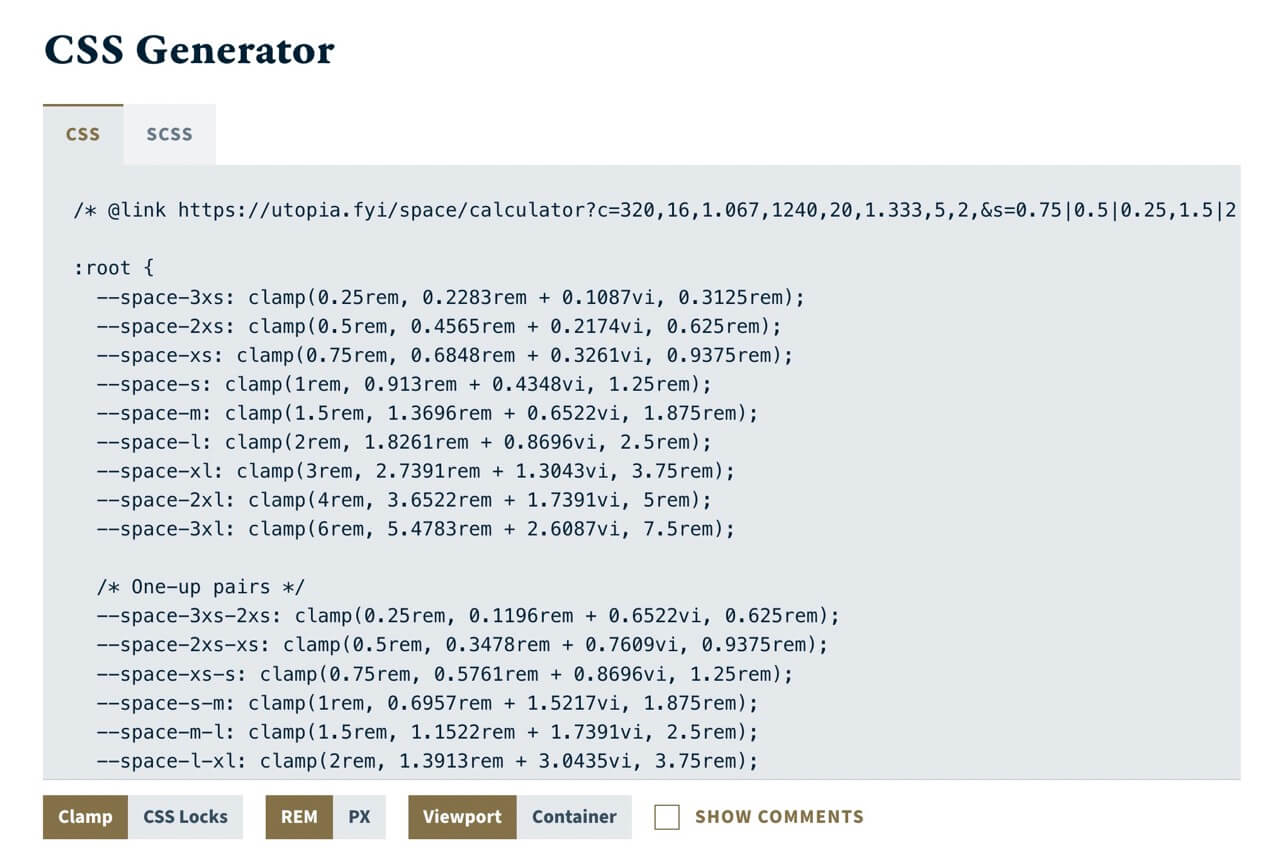 CSS Generator
CSS SCSS
/* @link https://utopia.fyi/space/calculator?c=320,16,1.067,1240,20,1.333,5,2,&s=0.75|0.5|0.25,1.5|2
:root {
--space-3xs: clamp(0.25rem, 0.2283rem + 0.1087vi, 0.3125rem);
--space-2xs: clamp(0.5rem, 0.4565rem + 0.2174vi, 0.625rem);
--space-xs: clamp(0.75rem, 0.6848rem + 0.3261vi, 0.9375rem);
--space-s: clamp(1rem, 0.913rem + 0.4348vi, 1.25rem);
--space-m: clamp(1.5rem, 1.3696rem + 0.6522vi, 1.875rem);
--space-l: clamp(2rem, 1.8261rem + 0.8696vi, 2.5rem);
--space-xl: clamp(3rem, 2.7391rem + 1.3043vi, 3.75rem);
--space-2xl: clamp(4rem, 3.6522rem + 1.7391vi, 5rem);
--space-3xl: clamp(6rem, 5.4783rem + 2.6087vi, 7.5rem);
/* One-up pairs */
--space-3xs-2xs: clamp(0.25rem, 0.1196rem + 0.6522vi, 0.625rem);
--space-2xs-xs: clamp(0.5rem, 0.3478rem + 0.7609vi, 0.9375rem);
--space-xs-s: clamp(0.75rem, 0.5761rem + 0.8696vi, 1.25rem);
--space-s-m: clamp(1rem, 0.6957rem + 1.5217vi, 1.875rem);
--space-m-l: clamp(1.5rem, 1.1522rem + 1.7391vi, 2.5rem);
--space-l-xl: clamp(2rem, 1.3913rem + 3.0435vi, 3.75rem);
Clamp CSS Locks REM PX Viewport Container SHOW COMMENTS